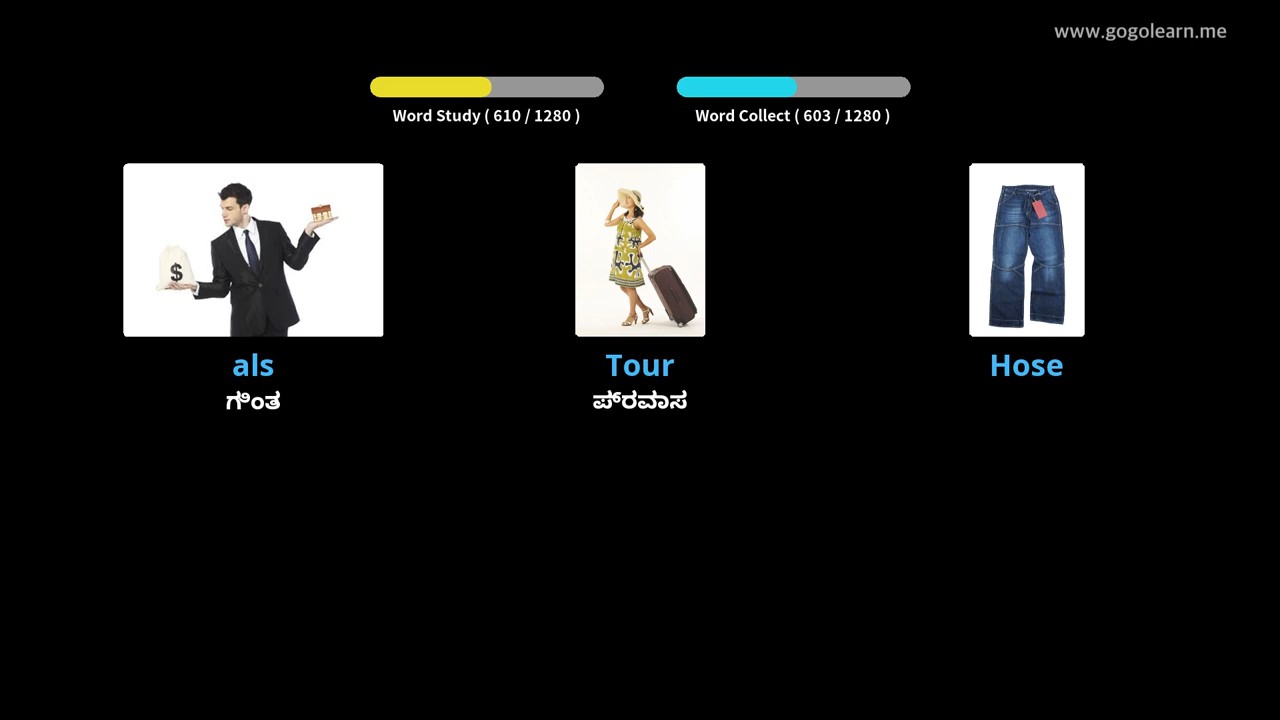 www.gogolearn.me
Word Study ( 610 / 1280 )
Word Collect ( 603 / 1280 )
$
als
Tour
Hose
ಗಿಂತ
ಪ್ರವಾಸ